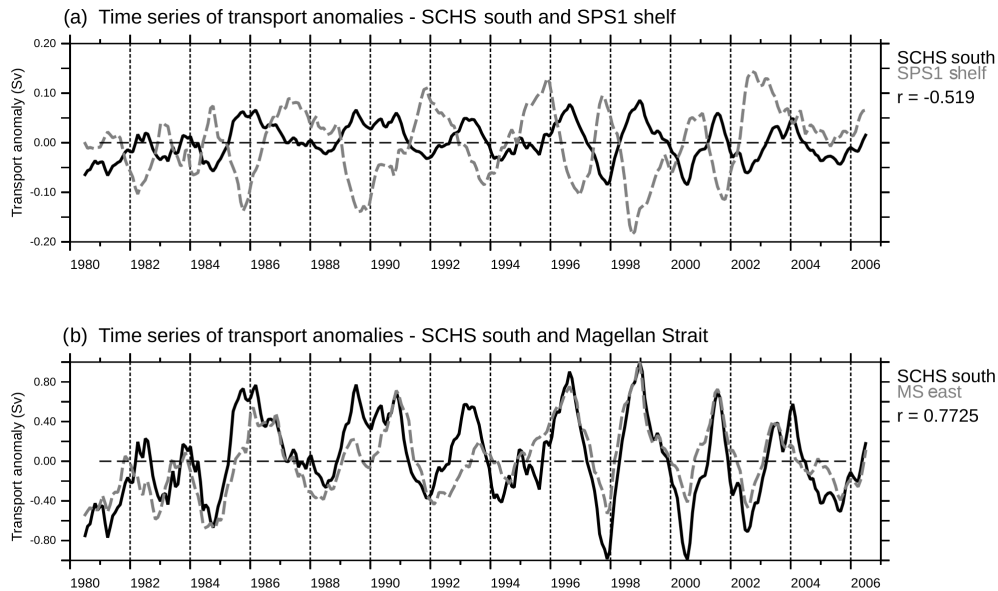 (a) Time series of transport anomalies - SCHS south and SPS1 shelf
Transport anomaly (Sv)
0.20
0.10
0.00
-0.10
-0.20
1980 1982 1984 1986 1988 1990 1992 1994 1996 1998 2000 2002 2004 2006
SCHS south
SPS1 shelf
r = -0.519
(b) Time series of transport anomalies - SCHS south and Magellan Strait
Transport anomaly (Sv)
0.80
0.40
0.00
-0.40
-0.80
1980 1982 1984 1986 1988 1990 1992 1994 1996 1998 2000 2002 2004 2006
SCHS south
MS east
r = 0.7725